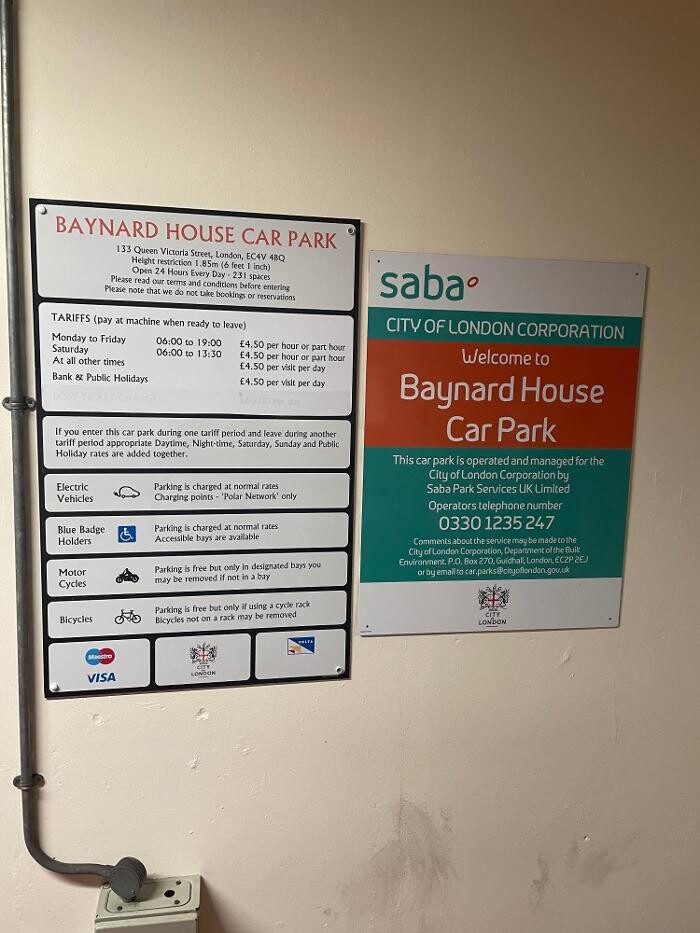 BAYNARD HOUSE CAR PARK
133 Queen Victoria Street, London, EC4V 4BQ
Height restriction 1.85m (6 feet 1 inch)
Open 24 Hours Every Day - 231 spaces
Please read our terms and conditions before entering
Please note that we do not take bookings or reservations
TARIFFS (pay at machine when ready to leave)
Monday to Friday 06:00 to 19:00 £4.50 per hour or part hour
Saturday 06:00 to 13:30 £4.50 per hour or part hour
At all other times £4.50 per visit per day
Bank & Public Holidays £4.50 per visit per day
LOST TICKET CHARGE per day
If you enter this car park during one tariff period and leave during another
tariff period appropriate Daytime, Night-time, Saturday, Sunday and Public
Holiday rates are added together.
Electric Vehicles
Parking is charged at normal rates
Charging points - 'Polar Network' only
Blue Badge Holders
Parking is charged at normal rates
Accessible bays are available
Motor Cycles
Parking is free but only in designated bays you
may be removed if not in a bay
Bicycles
Parking is free but only if using a cycle rack
Bicycles not on a rack may be removed
Maestro
VISA
CITY
OF
LONDON
DELTA
saba
CITY OF LONDON CORPORATION
Welcome to
Baynard House
Car Park
This car park is operated and managed for the
City of London Corporation by
Saba Park Services UK Limited
Operators telephone number
0330 1235 247
Comments about the service may be made to the
City of London Corporation, Department of the Built
Environment. P.O. Box 270, Guildhall, London, EC2P 2EJ
or by email to car.parks@cityoflondon.gov.uk
CITY
OF
LONDON